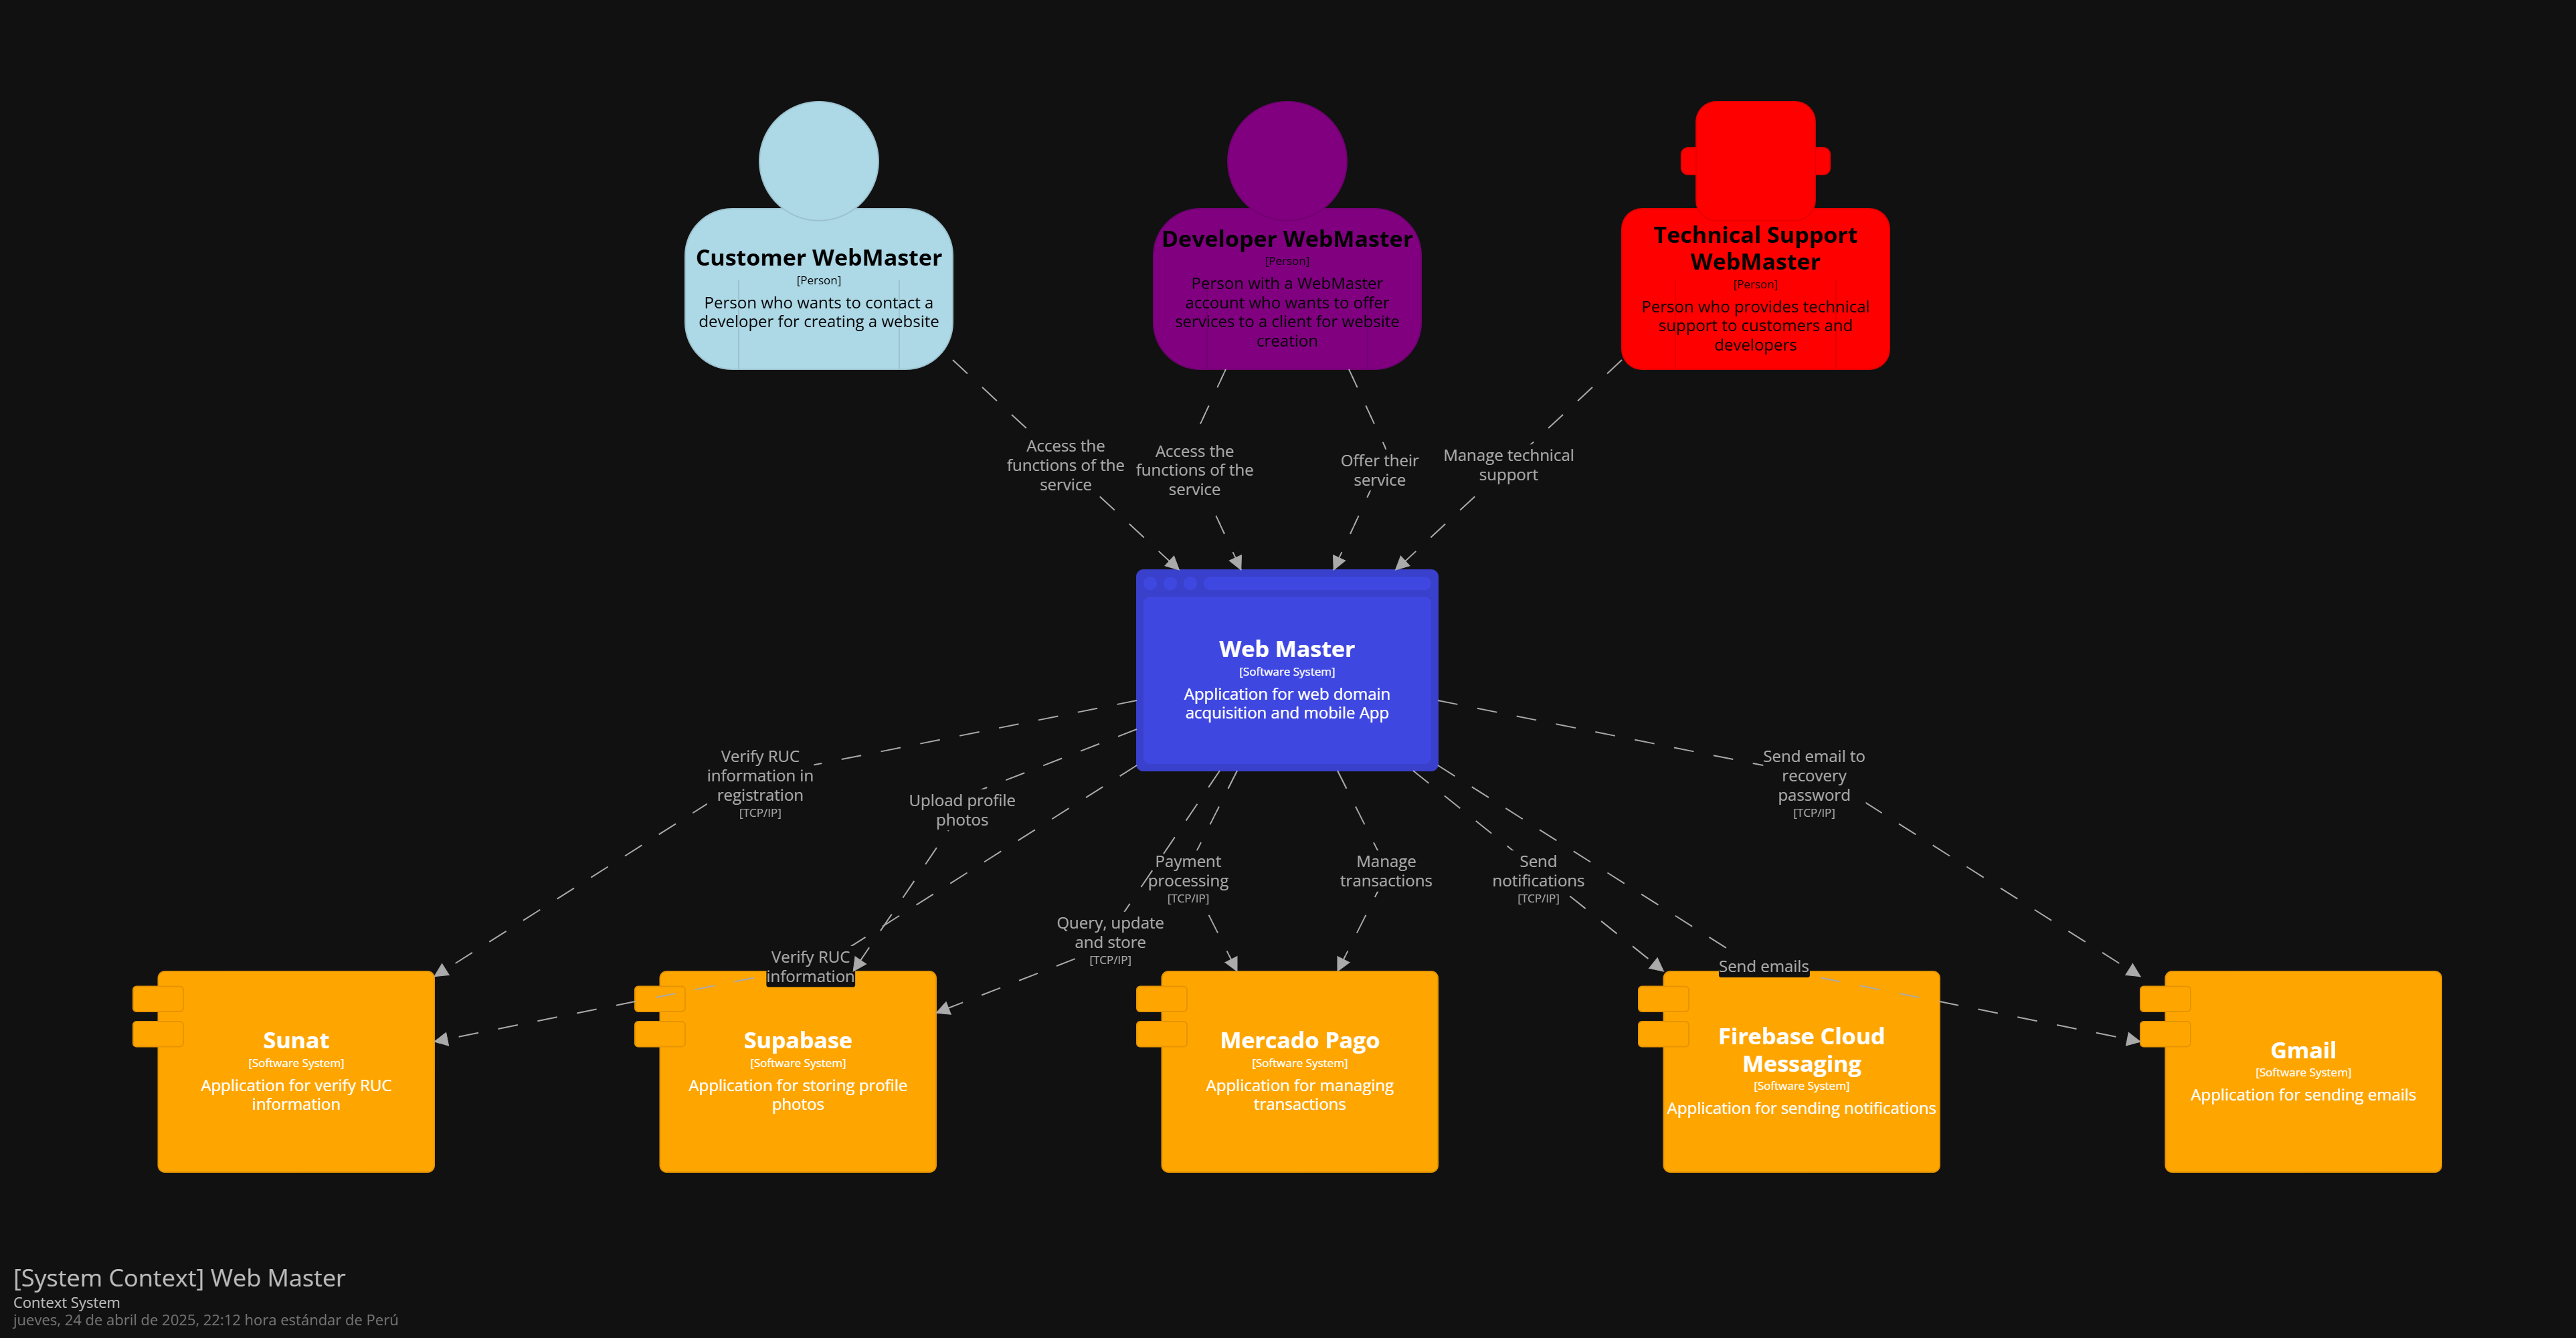 Customer WebMaster
[Person]
Person who wants to contact a
developer for creating a website
Developer WebMaster
[Person]
Person with a WebMaster
account who wants to offer
services to a client for website
creation
Technical Support
WebMaster
[Person]
Person who provides technical
support to customers and
developers
Access the
functions of the
service
Access the
functions of the
service
Offer their
service
Manage technical
support
Web Master
[Software System]
Application for web domain
acquisition and mobile App
Verify RUC
information in
registration
[TCP/IP]
Upload profile
photos
Verify RUC
information
Query, update
and store
[TCP/IP]
Payment
processing
[TCP/IP]
Manage
transactions
Send
notifications
[TCP/IP]
Send emails
Send email to
recovery
password
[TCP/IP]
Sunat
[Software System]
Application for verify RUC
information
Supabase
[Software System]
Application for storing profile
photos
Mercado Pago
[Software System]
Application for managing
transactions
Firebase Cloud
Messaging
[Software System]
Application for sending notifications
Gmail
[Software System]
Application for sending emails
[System Context] Web Master
Context System
jueves, 24 de abril de 2025, 22:12 hora estándar de Perú